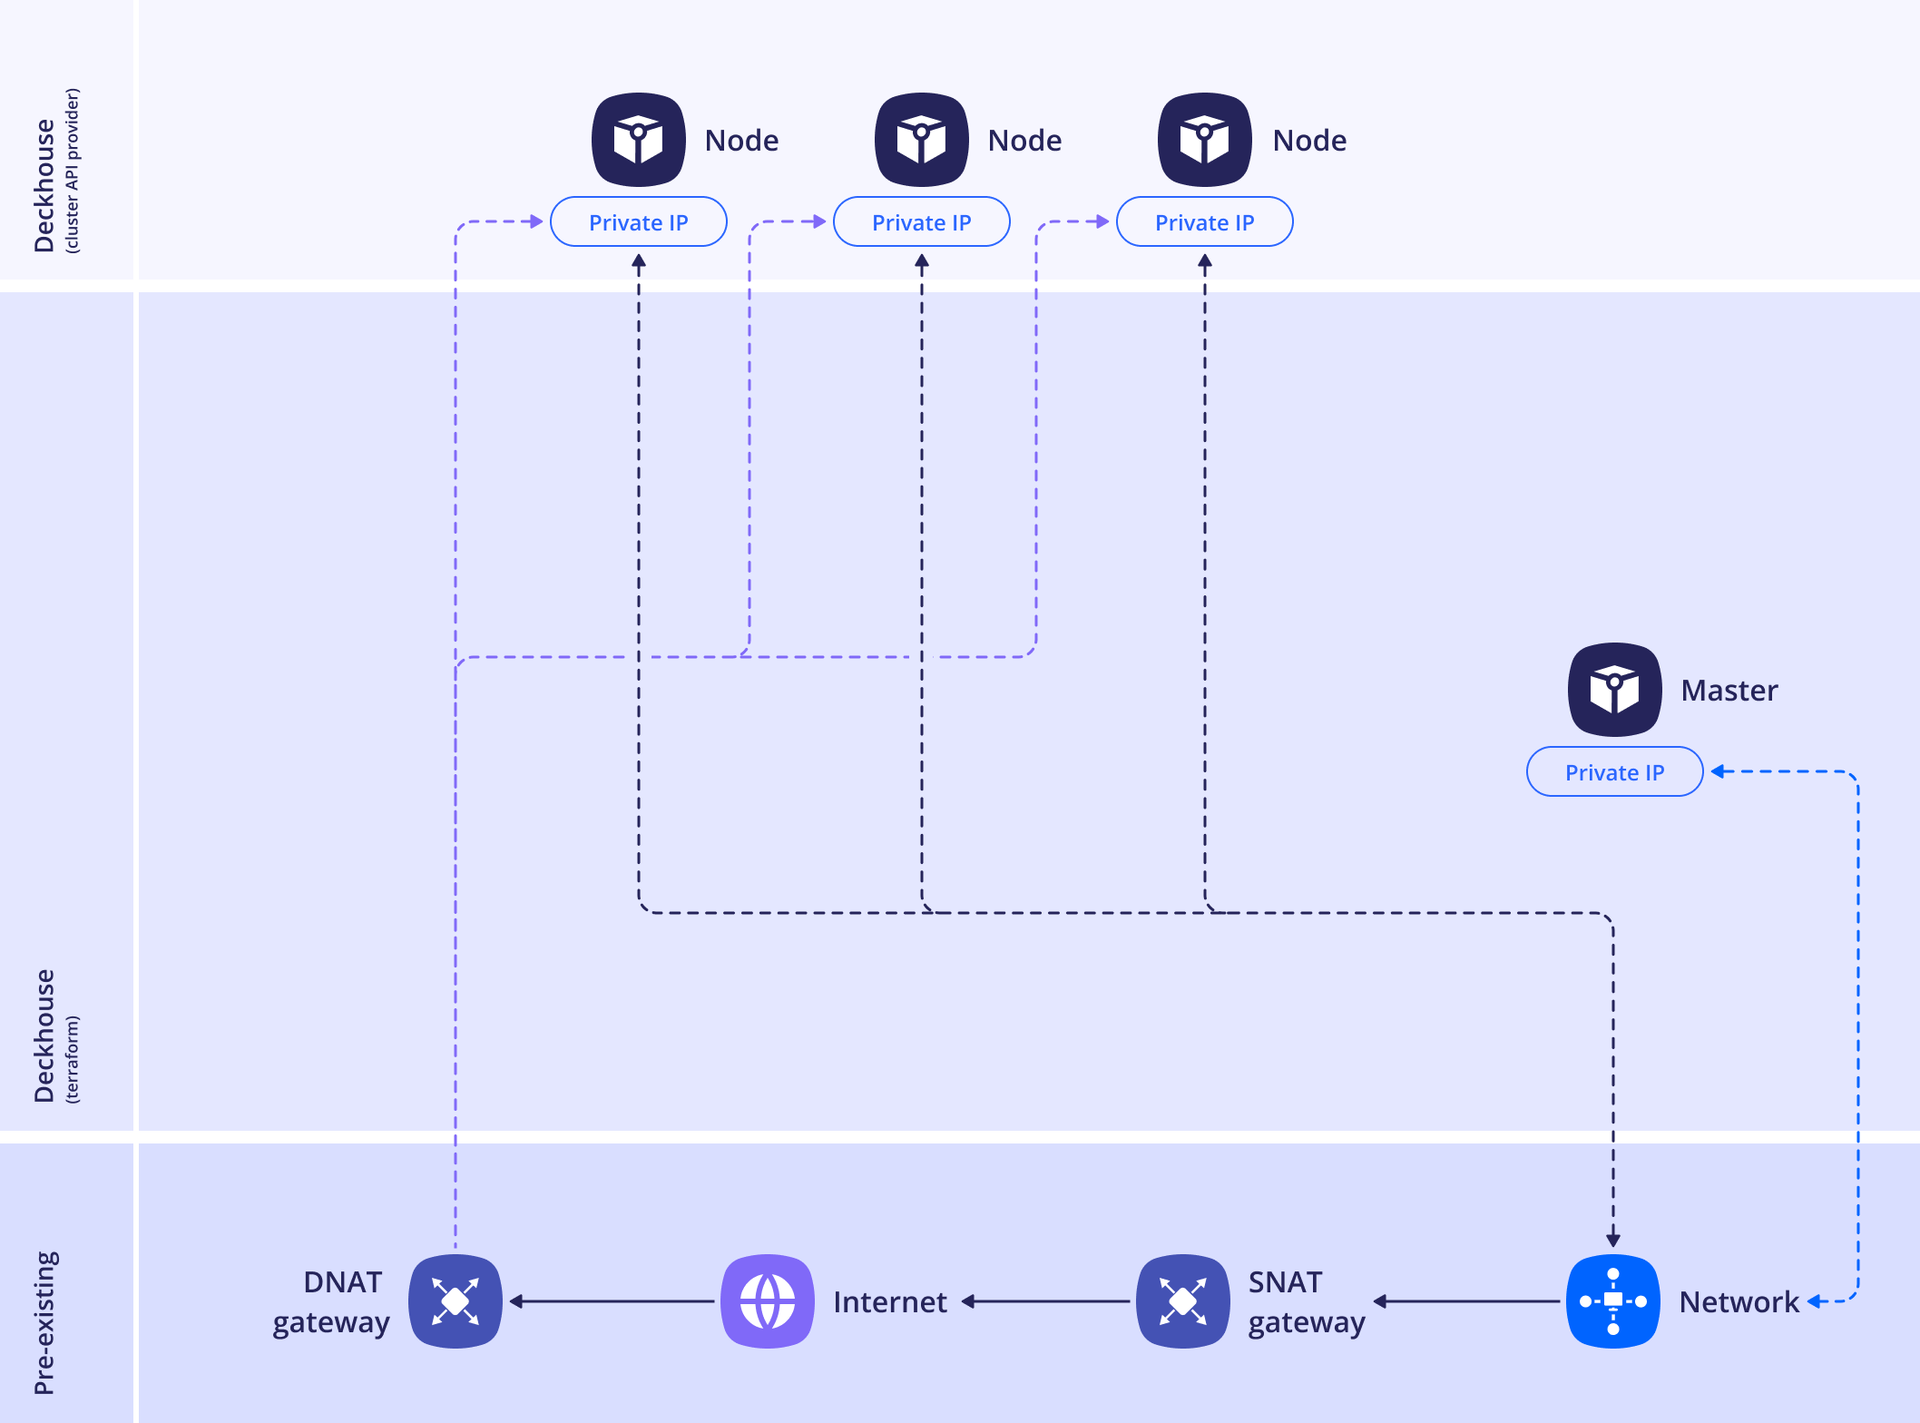 Deckhouse
(cluster API provider)
Node
Node
Node
Private IP
Private IP
Private IP
Deckhouse
(terraform)
Master
Private IP
Pre-existing
DNAT
gateway
Internet
SNAT
gateway
Network